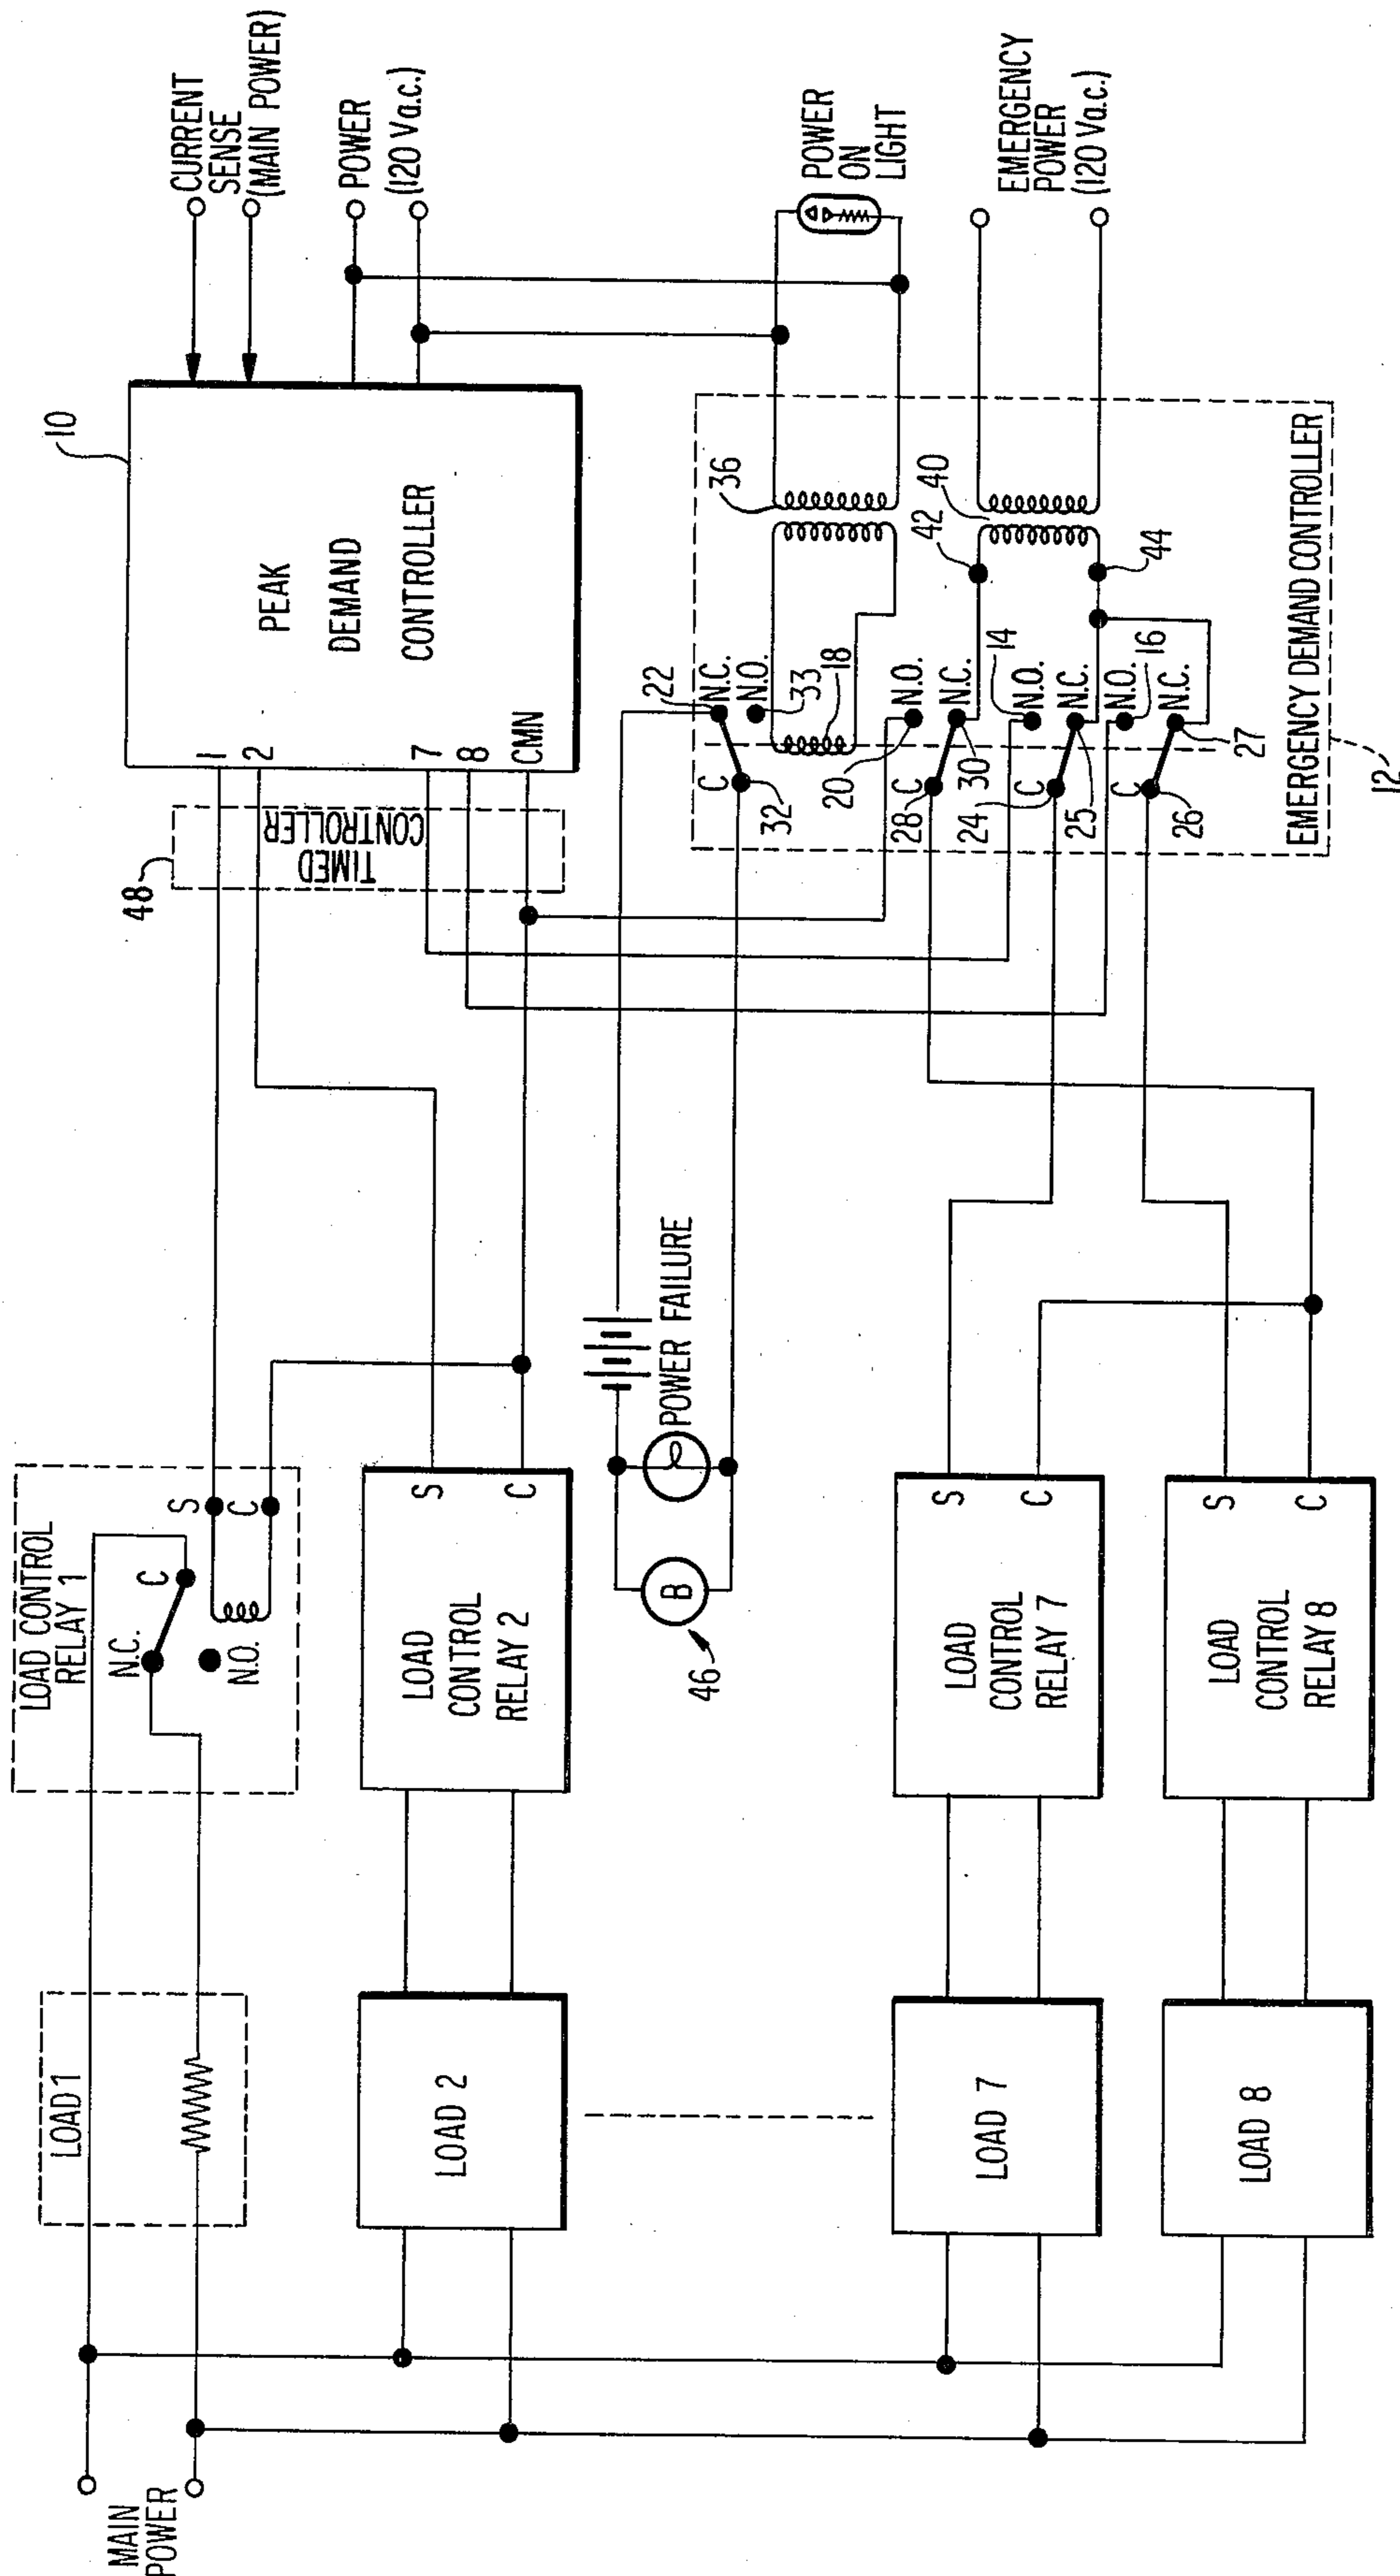 CURRENT
SENSE
(MAIN POWER)
POWER
(120 Va.c.)
10
PEAK
DEMAND
CONTROLLER
1
2
7
8
CMN
48
TIMED
CONTROLLER
POWER
ON
LIGHT
EMERGENCY
POWER
(120 Va.c.)
36
40
42
44
22
N.C.
N.O.
33
18
C
32
20
N.O.
N.C.
28
C
30
14
N.O.
N.C.
24
C
25
16
N.O.
N.C.
C
26
27
EMERGENCY DEMAND CONTROLLER
12
LOAD CONTROL
RELAY 1
S
C
C
N.C.
N.O.
LOAD
CONTROL
RELAY 2
S
C
POWER FAILURE
B
46
LOAD
CONTROL
RELAY 7
S
C
LOAD
CONTROL
RELAY 8
S
C
LOAD 1
LOAD 2
LOAD 7
LOAD 8
MAIN
POWER